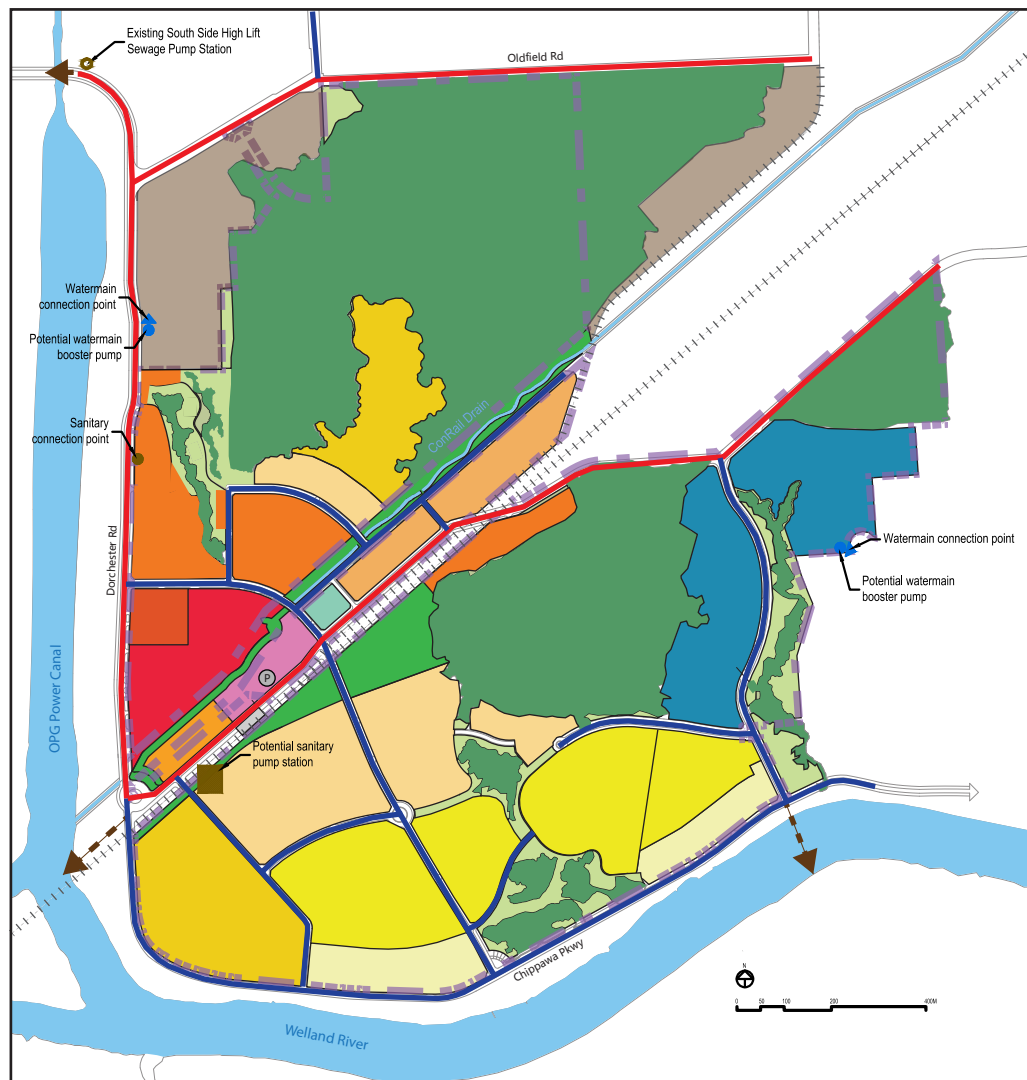 Existing South Side High Lift
Sewage Pump Station
Oldfield Rd
Watermain
connection point
Potential watermain
booster pump
Sanitary
connection point
ConRail Drain
Dorchester Rd
Watermain connection point
Potential watermain
booster pump
OPG Power Canal
P
Potential sanitary
pump station
Chippawa Pkwy
Welland River
N
0 50 100 200 400M